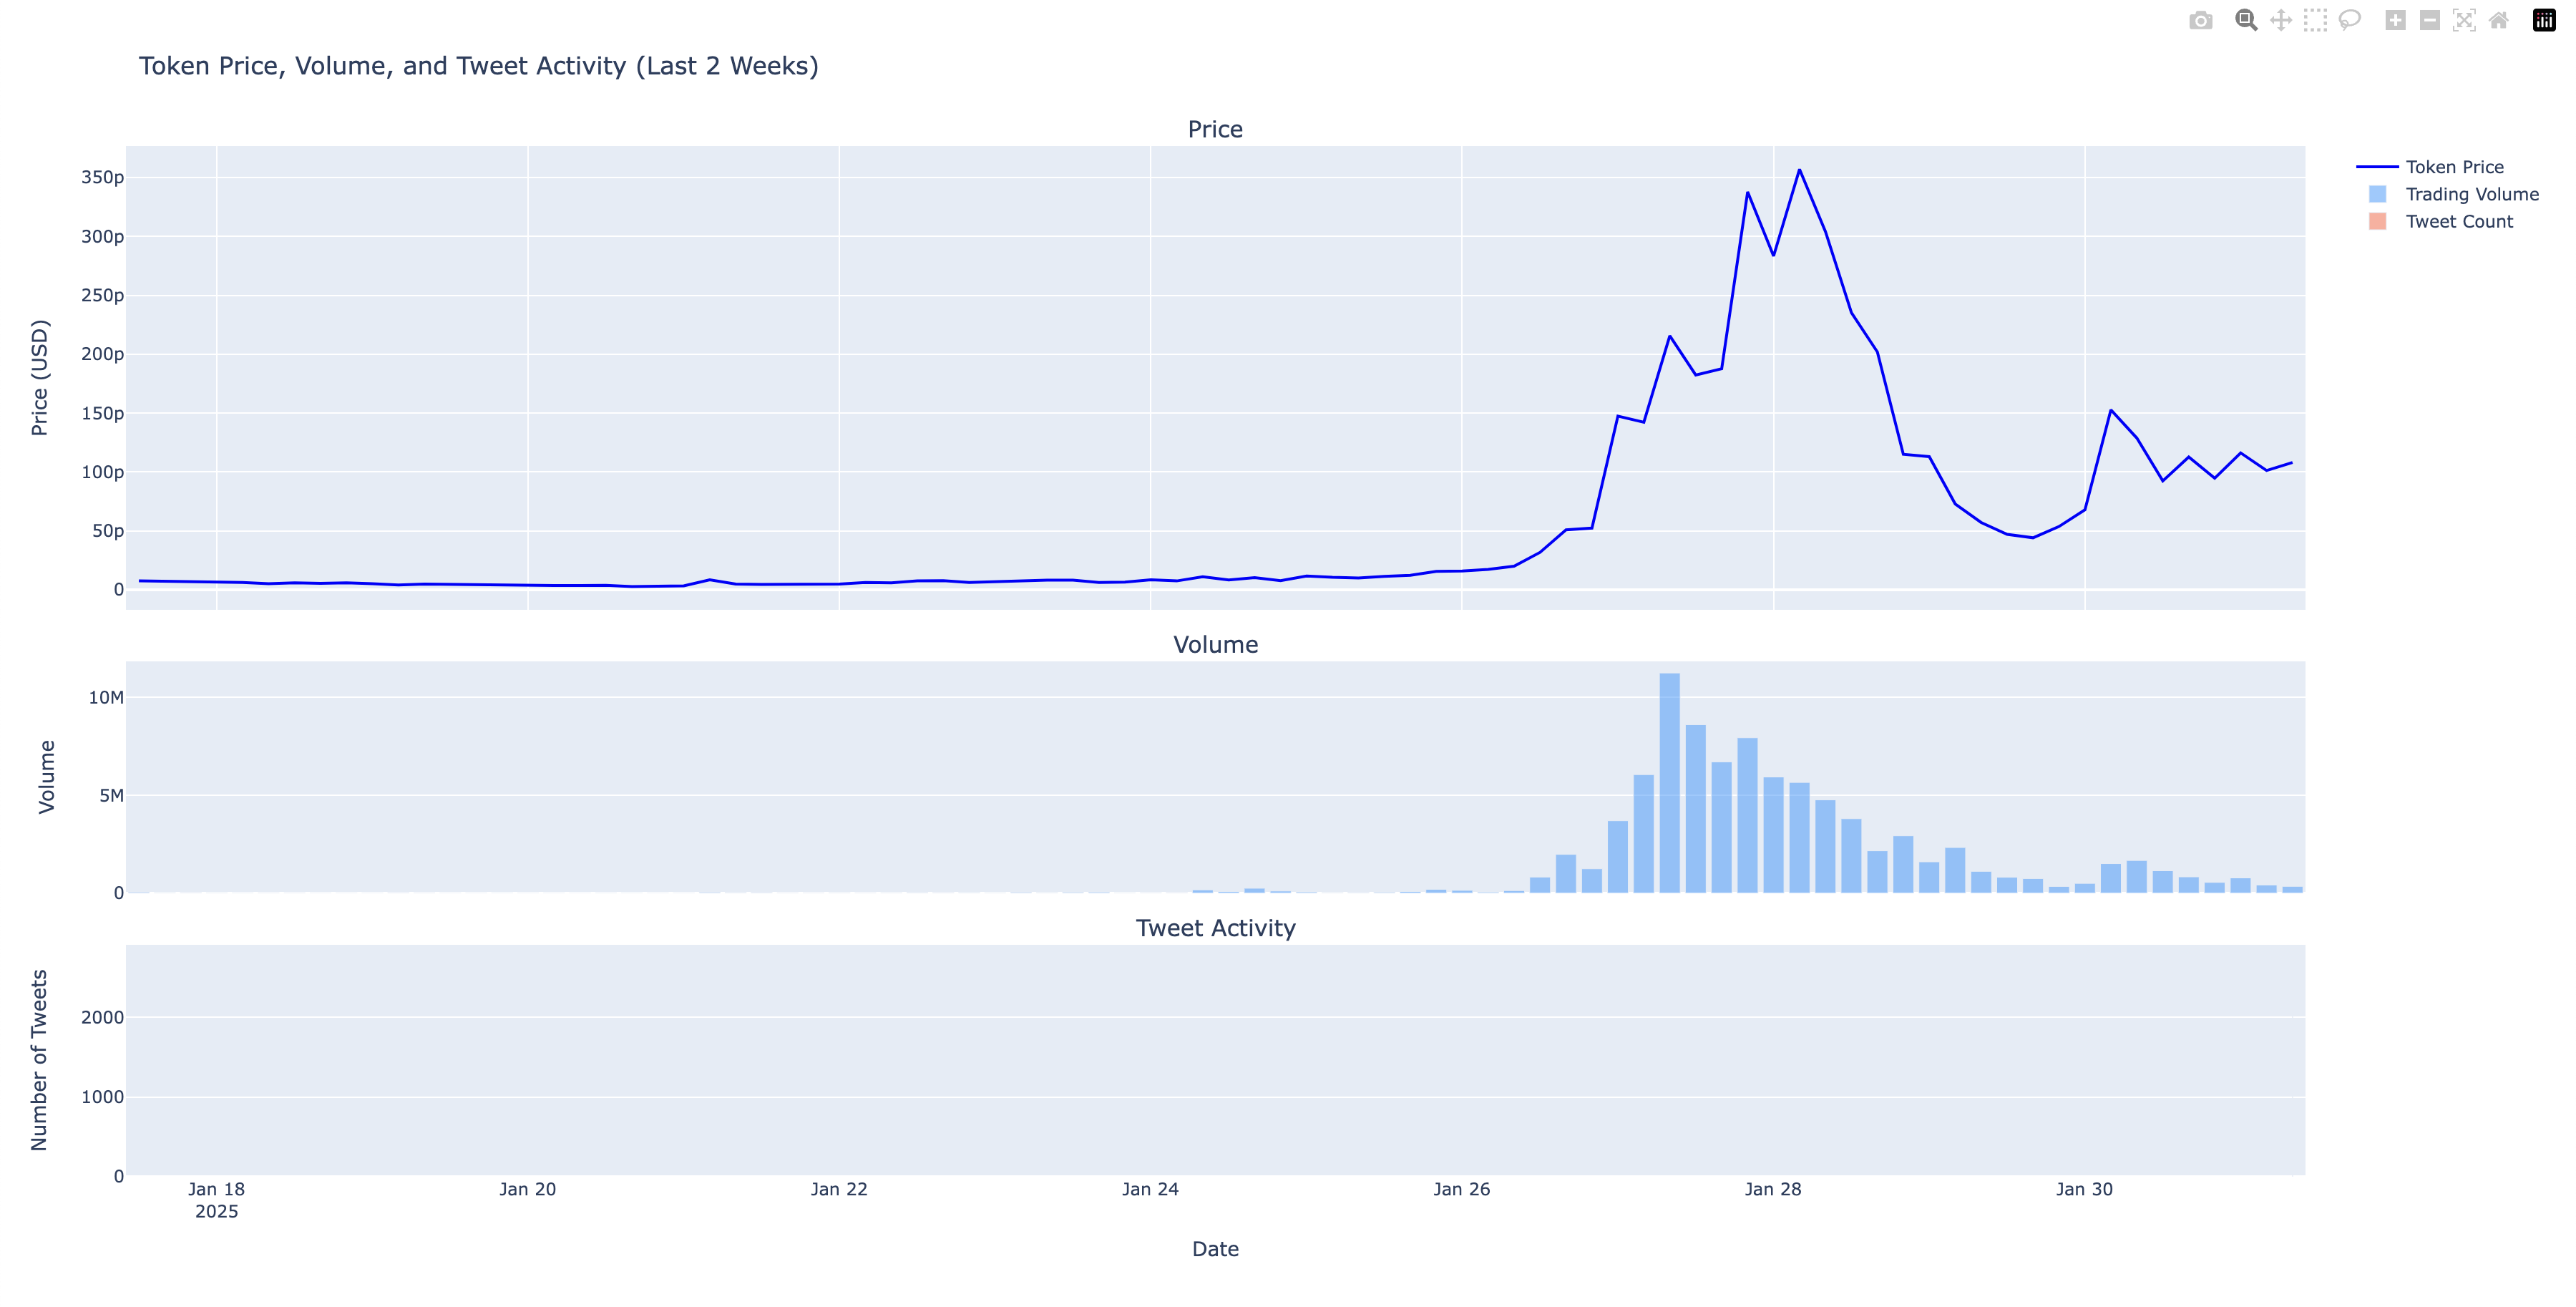 Token Price, Volume, and Tweet Activity (Last 2 Weeks)
Price
Token Price
Trading Volume
Tweet Count
Price (USD)
350p
300p
250p
200p
150p
100p
50p
0
Volume
Volume
10M
5M
0
Tweet Activity
Number of Tweets
2000
1000
0
Jan 18
2025
Jan 20
Jan 22
Jan 24
Jan 26
Jan 28
Jan 30
Date